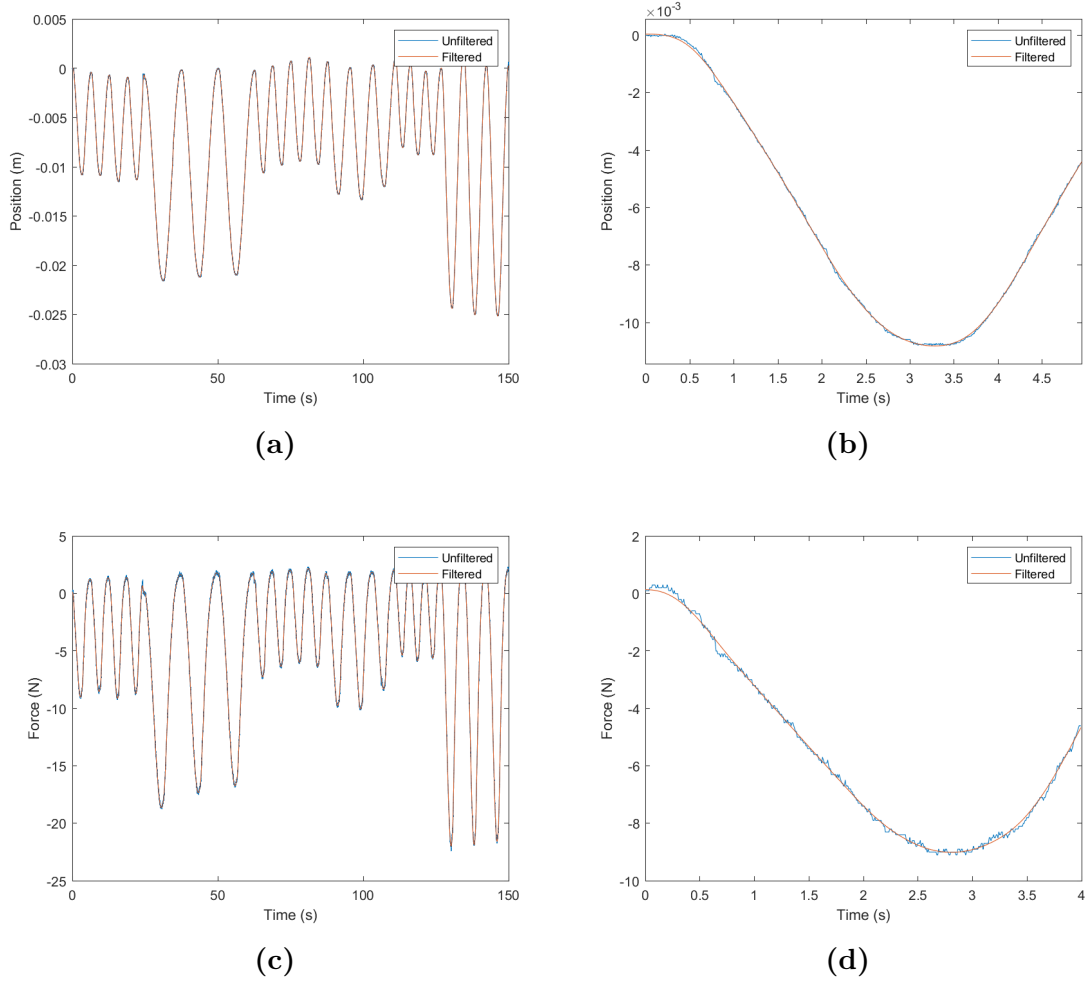 0.005
0
-0.005
-0.01
-0.015
-0.02
-0.025
-0.03
Position (m)
Unfiltered
Filtered
0 50 100 150
Time (s)
(a)
×10⁻³
0
-2
-4
-6
-8
-10
Position (m)
Unfiltered
Filtered
0 0.5 1 1.5 2 2.5 3 3.5 4 4.5
Time (s)
(b)
5
0
-5
-10
-15
-20
-25
Force (N)
Unfiltered
Filtered
0 50 100 150
Time (s)
(c)
2
0
-2
-4
-6
-8
-10
Force (N)
Unfiltered
Filtered
0 0.5 1 1.5 2 2.5 3 3.5 4
Time (s)
(d)